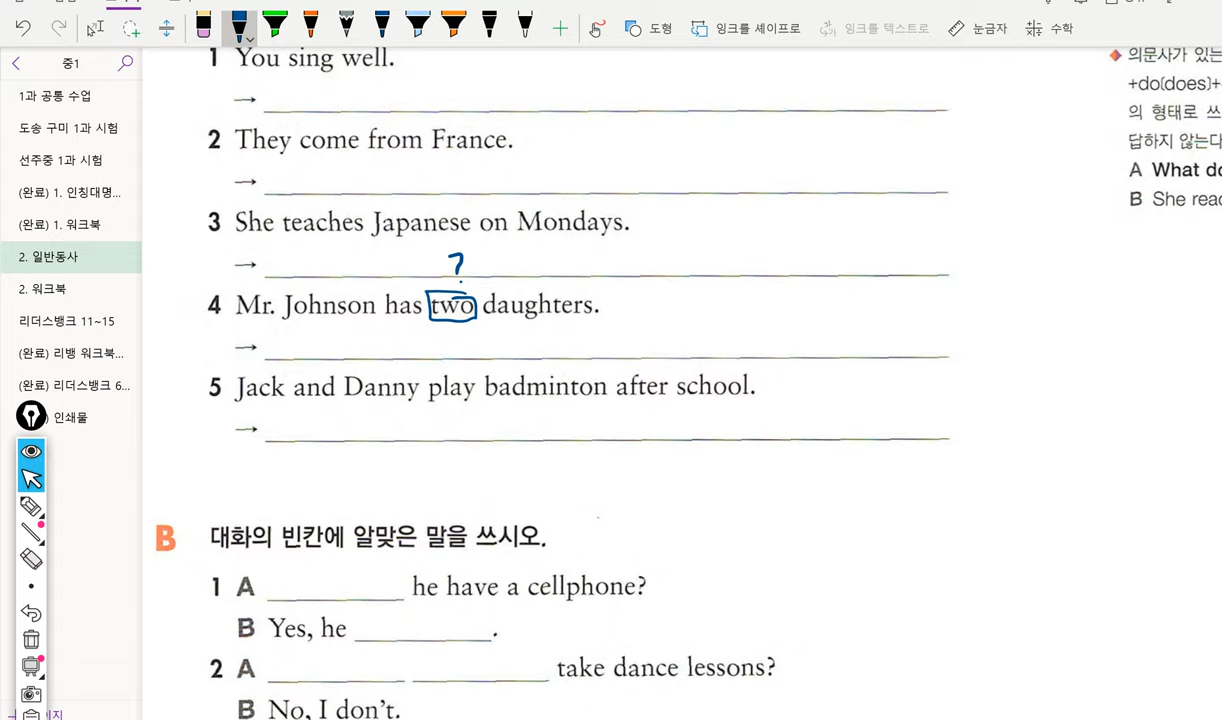 도형
잉크를 셰이프로
잉크를 텍스트로
눈금자
수학
중1
1과 공통 수업
도송 구미 1과 시험
선주중 1과 시험
(완료) 1. 인칭대명...
(완료) 1. 워크북
2. 일반동사
2. 워크북
리더스뱅크 11~15
(완료) 리뱅 워크북...
(완료) 리더스뱅크 6...
인쇄물
1 You sing well.
→
2 They come from France.
→
3 She teaches Japanese on Mondays.
→
?
4 Mr. Johnson has two daughters.
→
5 Jack and Danny play badminton after school.
→
B 대화의 빈칸에 알맞은 말을 쓰시오.
1 A he have a cellphone?
B Yes, he .
2 A take dance lessons?
B No, I don't.
의문사가 있는
+do(does)+
의 형태로 쓰
답하지 않는다
A What do
B She read